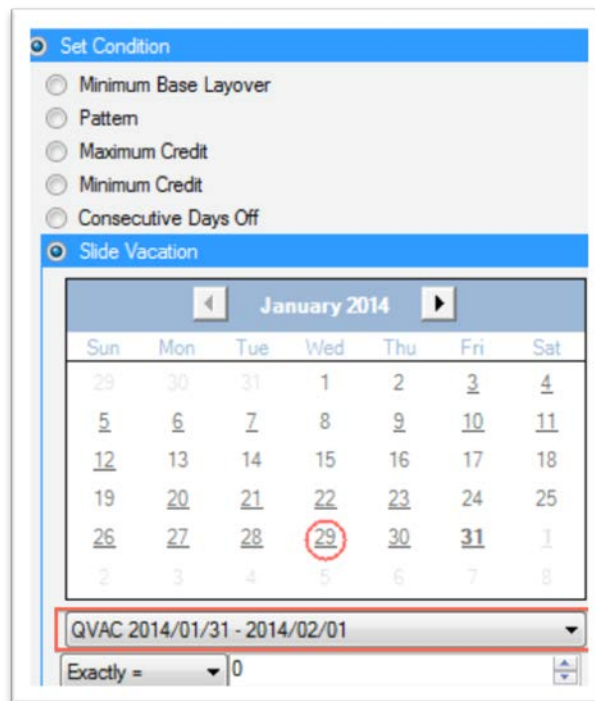 Set Condition
Minimum Base Layover
Pattern
Maximum Credit
Minimum Credit
Consecutive Days Off
Slide Vacation
January 2014
Sun Mon Tue Wed Thu Fri Sat
29 30 31 1 2 3 4
5 6 7 8 9 10 11
12 13 14 15 16 17 18
19 20 21 22 23 24 25
26 27 28 29 30 31 1
2 3 4 5 6 7 8
QVAC 2014/01/31 - 2014/02/01
Exactly = 0